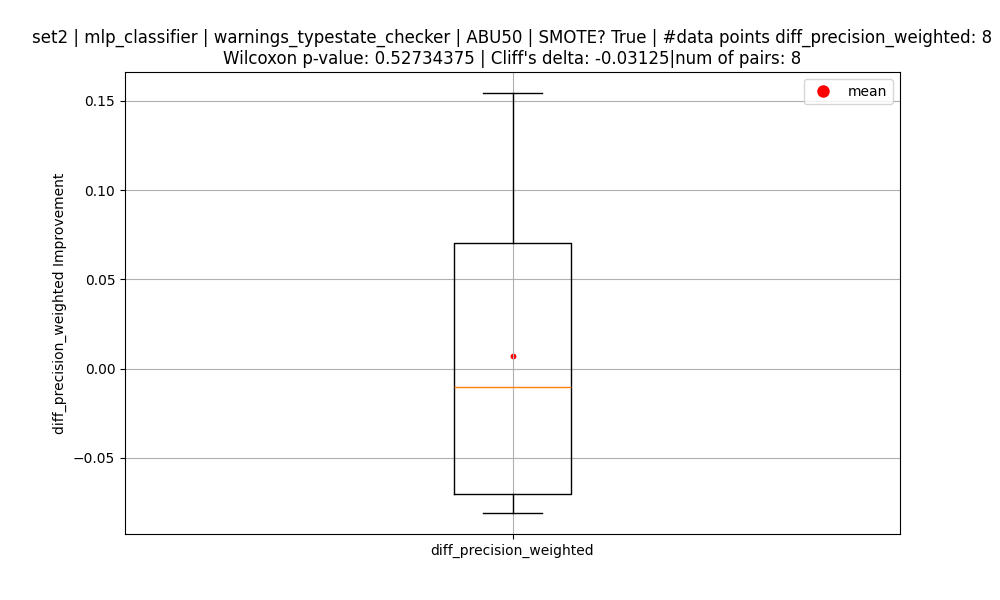 set2 | mlp_classifier | warnings_typestate_checker | ABU50 | SMOTE? True | #data points diff_precision_weighted: 8
Wilcoxon p-value: 0.52734375 | Cliff's delta: -0.03125|num of pairs: 8
mean
0.15
0.10
0.05
0.00
−0.05
diff_precision_weighted Improvement
diff_precision_weighted